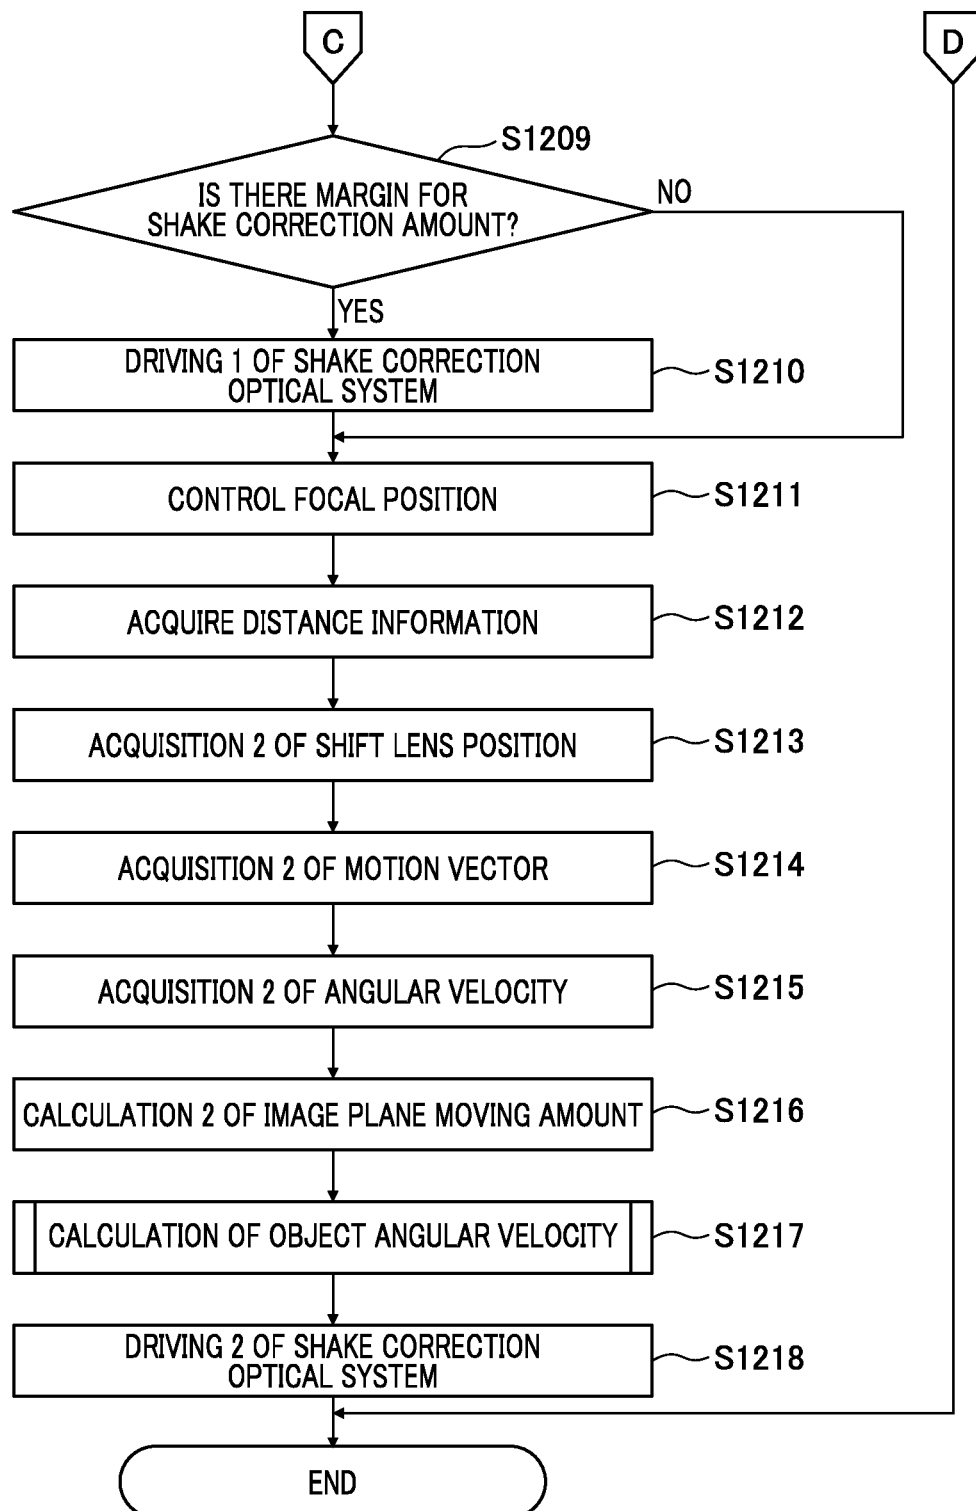 C
D
S1209
IS THERE MARGIN FOR
SHAKE CORRECTION AMOUNT?
NO
YES
DRIVING 1 OF SHAKE CORRECTION
OPTICAL SYSTEM
S1210
CONTROL FOCAL POSITION
S1211
ACQUIRE DISTANCE INFORMATION
S1212
ACQUISITION 2 OF SHIFT LENS POSITION
S1213
ACQUISITION 2 OF MOTION VECTOR
S1214
ACQUISITION 2 OF ANGULAR VELOCITY
S1215
CALCULATION 2 OF IMAGE PLANE MOVING AMOUNT
S1216
CALCULATION OF OBJECT ANGULAR VELOCITY
S1217
DRIVING 2 OF SHAKE CORRECTION
OPTICAL SYSTEM
S1218
END